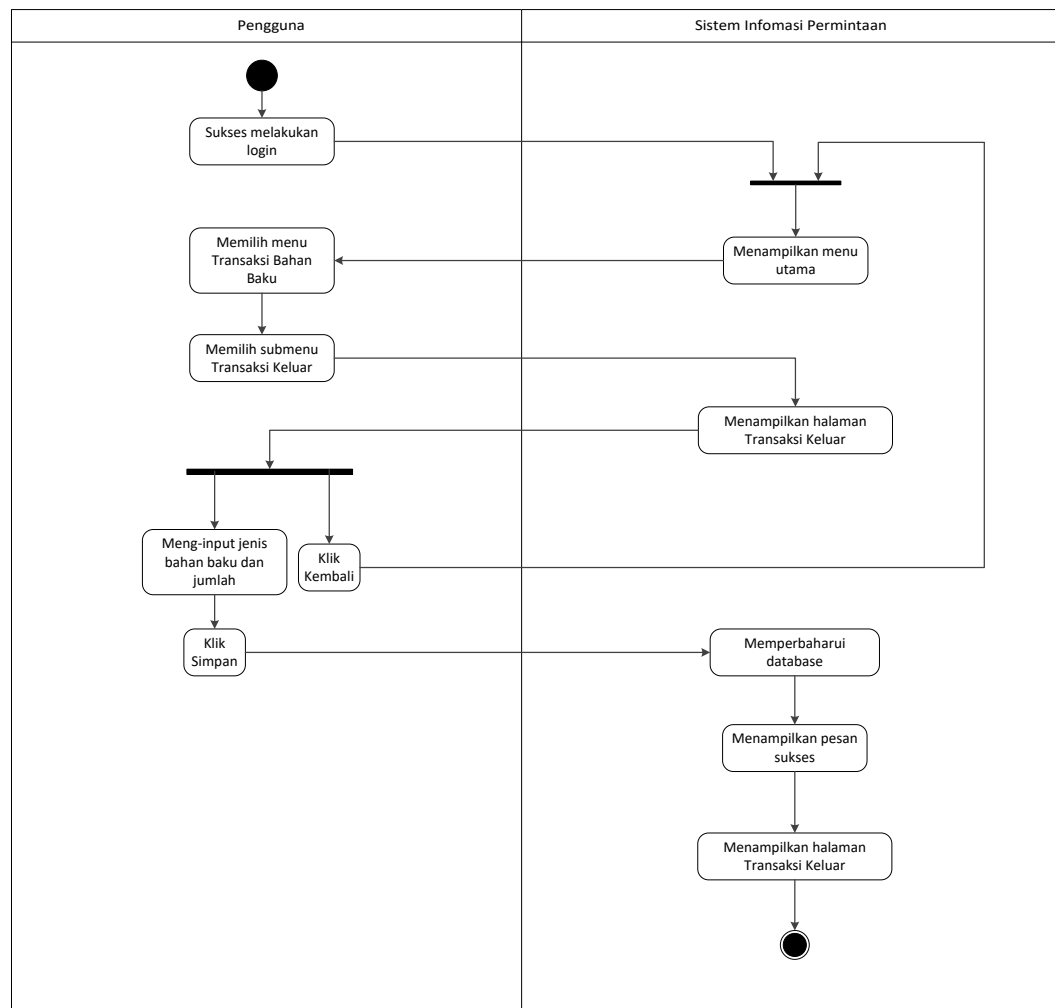 Pengguna
Sistem Infomasi Permintaan
Sukses melakukan
login
Memilih menu
Transaksi Bahan
Baku
Menampilkan menu
utama
Memilih submenu
Transaksi Keluar
Menampilkan halaman
Transaksi Keluar
Meng-input jenis
bahan baku dan
jumlah
Klik
Kembali
Klik
Simpan
Memperbaharui
database
Menampilkan pesan
sukses
Menampilkan halaman
Transaksi Keluar